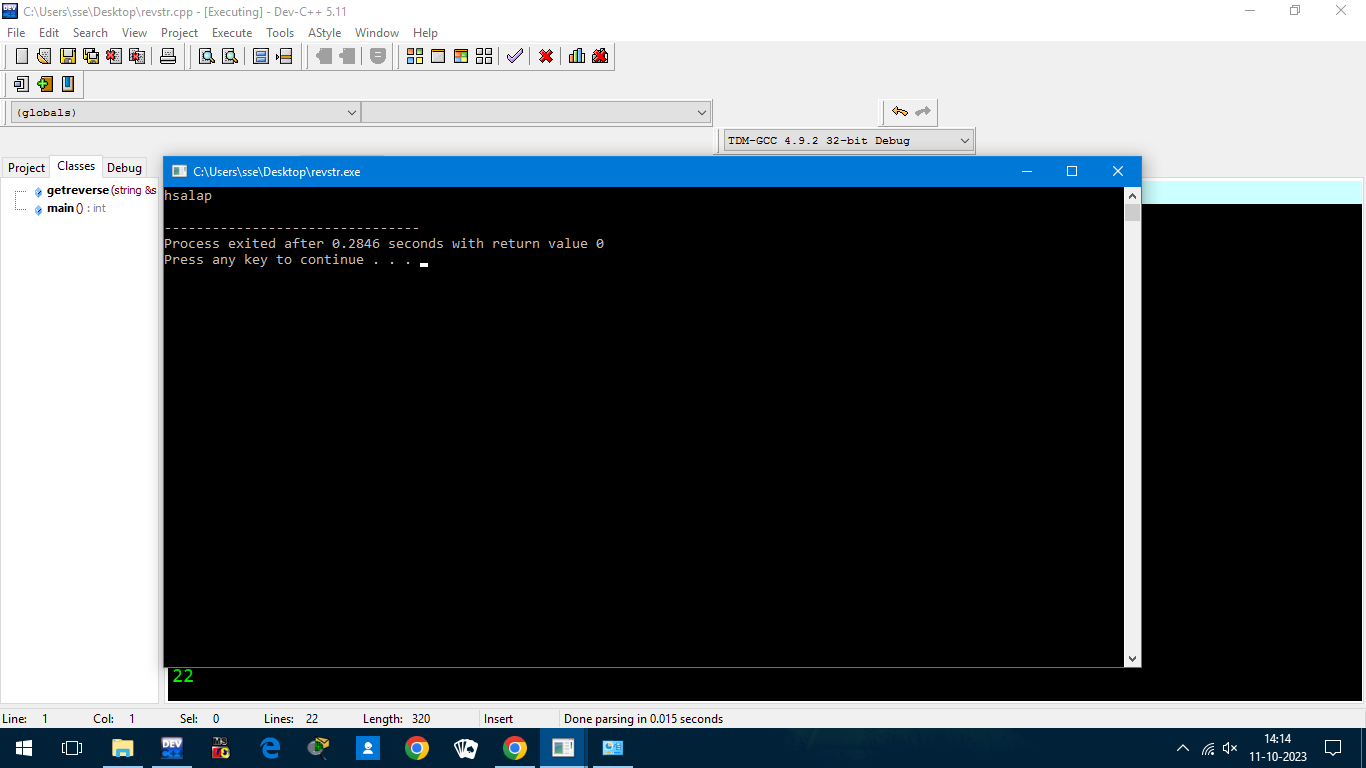 C:\Users\sse\Desktop\revstr.cpp - [Executing] - Dev-C++ 5.11
File Edit Search View Project Execute Tools AStyle Window Help
(globals)
TDM-GCC 4.9.2 32-bit Debug
Project Classes Debug
getreverse (string &s
main () : int
C:\Users\sse\Desktop\revstr.exe
hsalap
--------------------------------
Process exited after 0.2846 seconds with return value 0
Press any key to continue . . .
22
Line: 1 Col: 1 Sel: 0 Lines: 22 Length: 320 Insert Done parsing in 0.015 seconds
DEV
14:14
11-10-2023